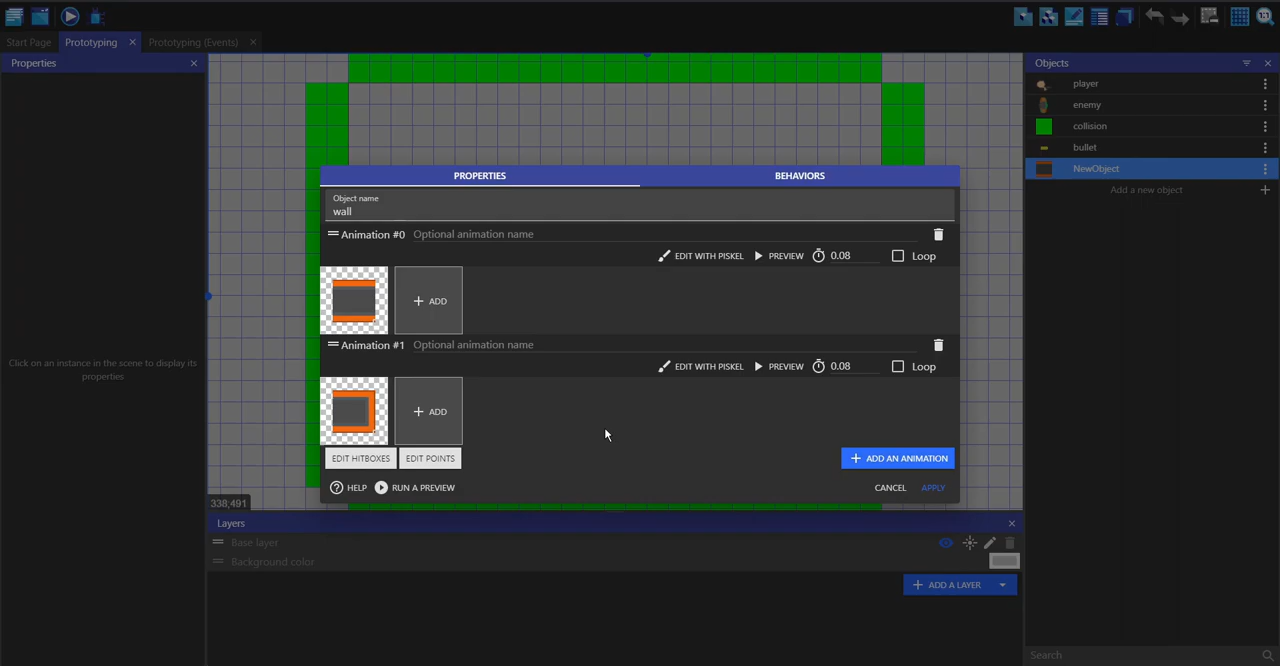 Start Page
Prototyping
Prototyping (Events)
Properties
Objects
player
enemy
collision
bullet
NewObject
Add a new object
PROPERTIES
BEHAVIORS
Object name
wall
Animation #0 Optional animation name
EDIT WITH PISKEL PREVIEW 0.08 Loop
+ ADD
Animation #1 Optional animation name
EDIT WITH PISKEL PREVIEW 0.08 Loop
+ ADD
Click on an instance in the scene to display its
properties
EDIT HITBOXES EDIT POINTS + ADD AN ANIMATION
HELP RUN A PREVIEW CANCEL APPLY
338;491
Layers
Base layer
Background color
+ ADD A LAYER
Search